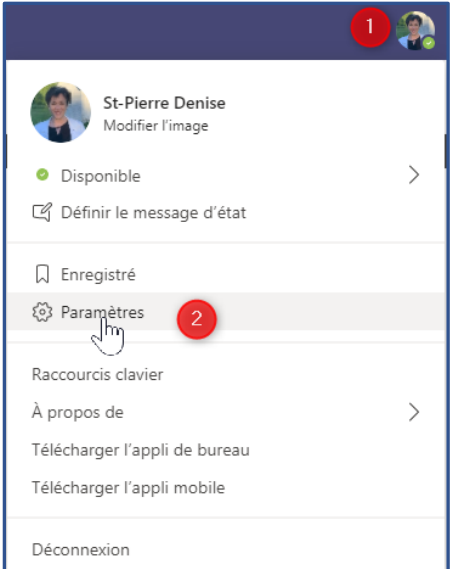 1
St-Pierre Denise
Modifier l'image
Disponible
Définir le message d'état
Enregistré
Paramètres
2
Raccourcis clavier
À propos de
Télécharger l'appli de bureau
Télécharger l'appli mobile
Déconnexion